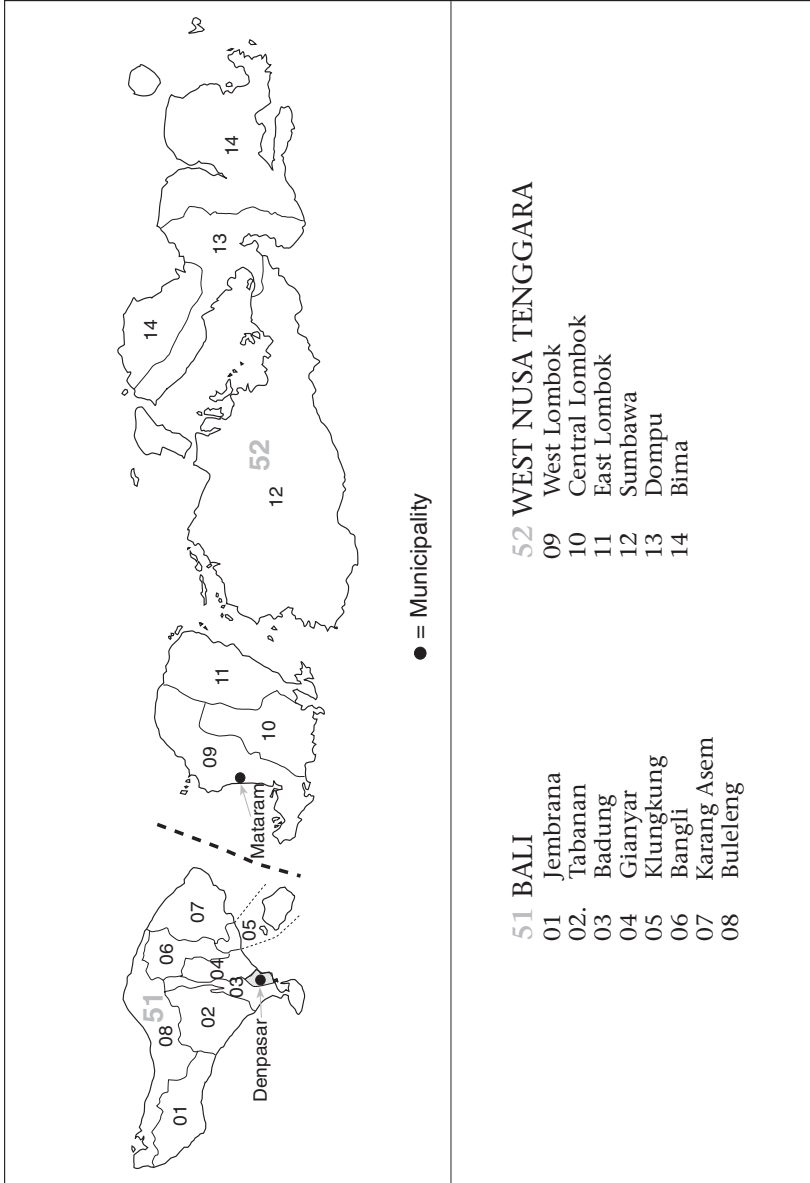 01
08
51
02
06
03
04
07
05
Denpasar
Mataram
09
10
11
12
52
14
13
14
● = Municipality
51 BALI
01 Jembrana
02. Tabanan
03 Badung
04 Gianyar
05 Klungkung
06 Bangli
07 Karang Asem
08 Buleleng
52 WEST NUSA TENGGARA
09 West Lombok
10 Central Lombok
11 East Lombok
12 Sumbawa
13 Dompu
14 Bima